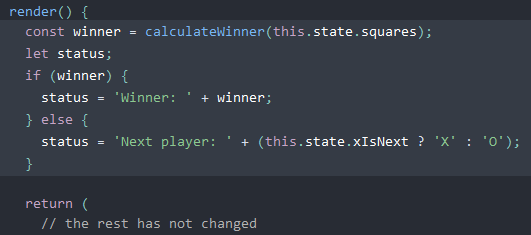 render() {
  const winner = calculateWinner(this.state.squares);
  let status;
  if (winner) {
    status = 'Winner: ' + winner;
  } else {
    status = 'Next player: ' + (this.state.xIsNext ? 'X' : 'O');
  }
  return (
    // the rest has not changed